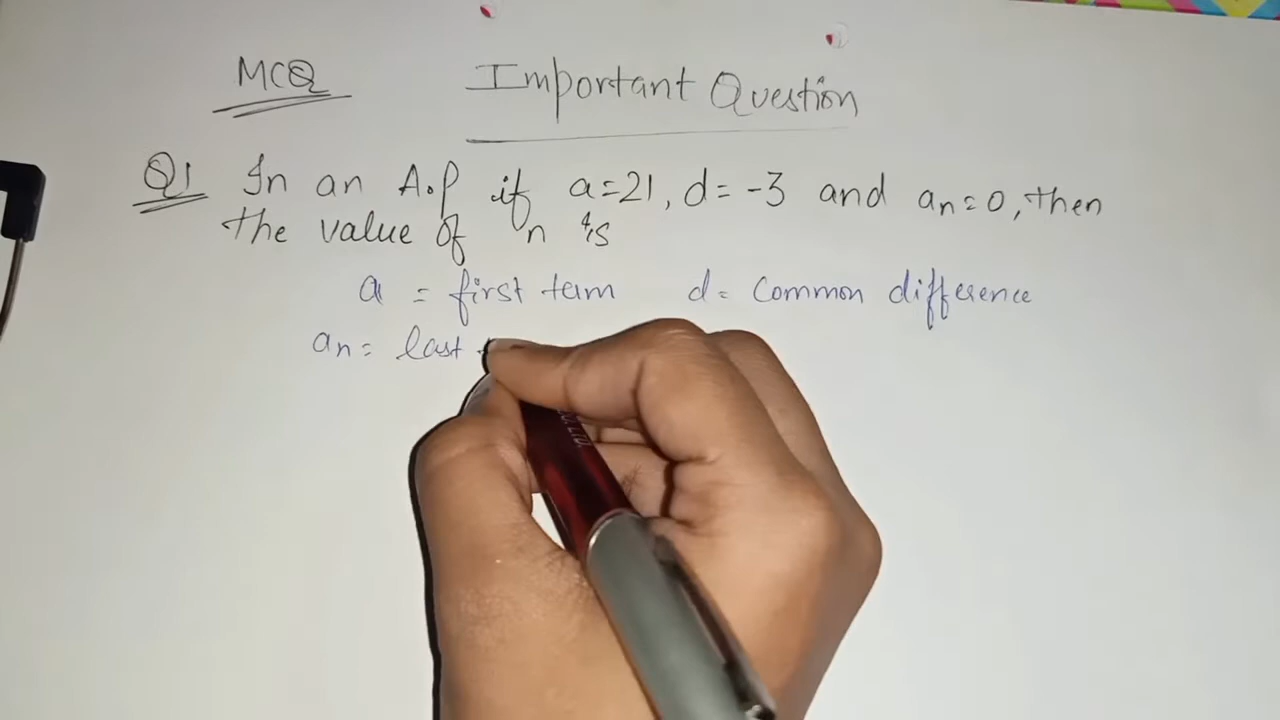 MCQ Important Question
Q1 In an A.P if a=21, d= -3 and an=0, then
the value of n is
a = first term d= Common difference
an= last